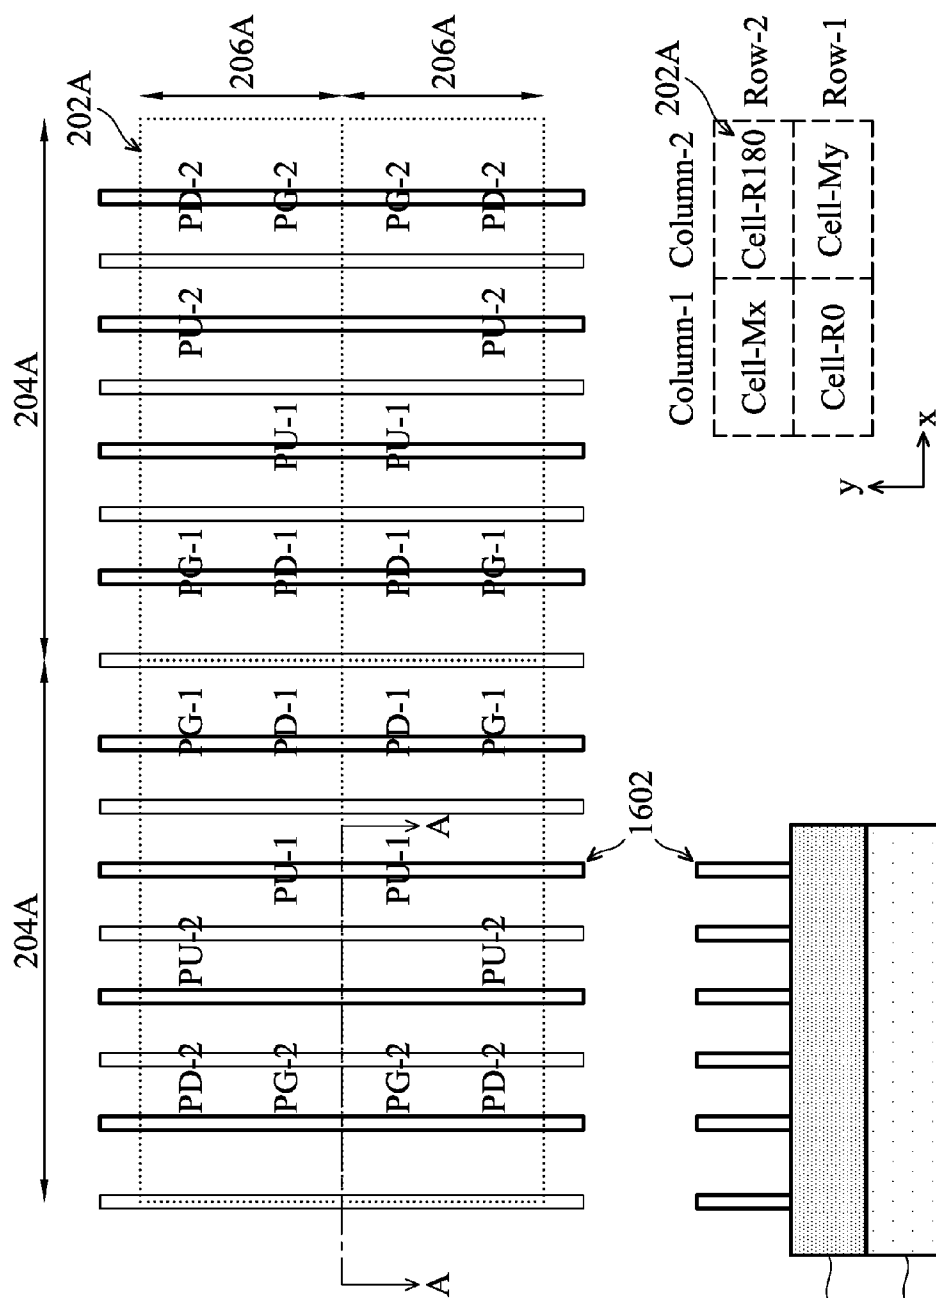 204A
204A
202A
PD-2 PU-2 PG-1 PG-1 PU-2 PD-2
206A
PG-2 PU-1 PD-1 PD-1 PU-1 PG-2
PG-2 PU-1 PD-1 PD-1 PU-1 PG-2
A
A
206A
PD-2 PU-2 PG-1 PG-1 PU-2 PD-2
1602
202A
Column-1 Column-2
Cell-Mx Cell-R180 Row-2
Cell-R0 Cell-My Row-1
y
x